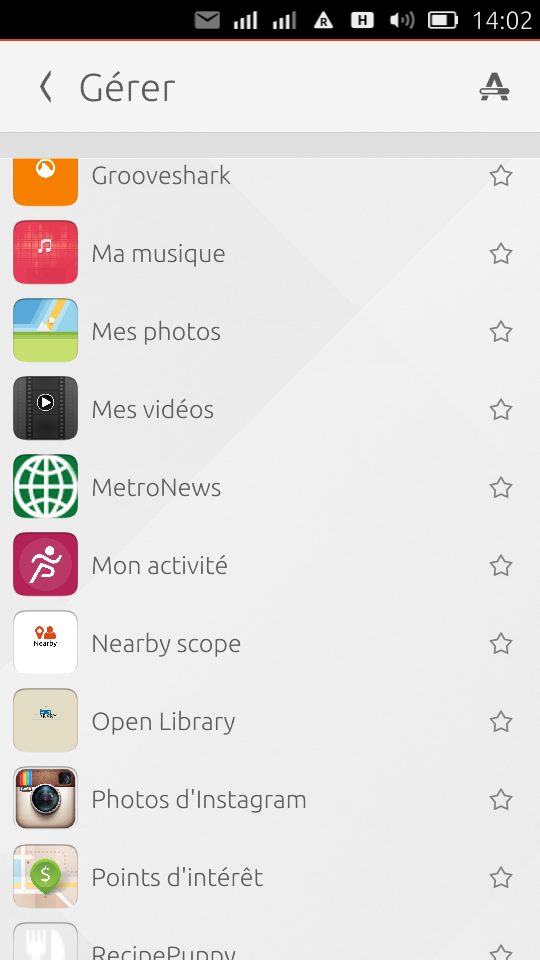 R
H
14:02
Gérer
Grooveshark
Ma musique
Mes photos
Mes vidéos
MetroNews
Mon activité
Nearby
Nearby scope
Open Library
Photos d'Instagram
$
Points d'intérêt
RecipePuppy